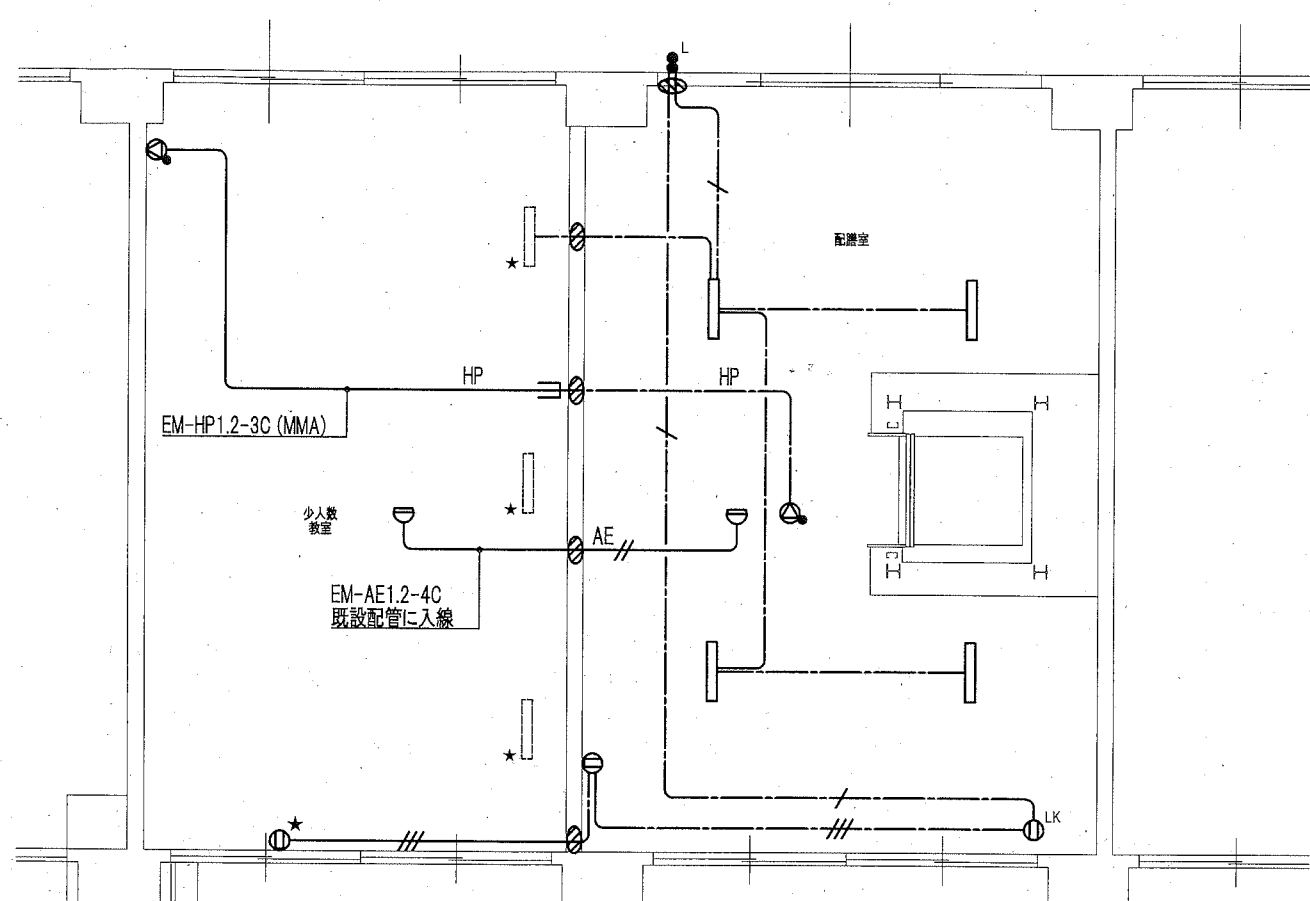 L
配膳室
★
HP
HP
EM-HP1.2-3C (MMA)
★
少人数
教室
AE
EM-AE1.2-4C
既設配管に入線
★
★
LK